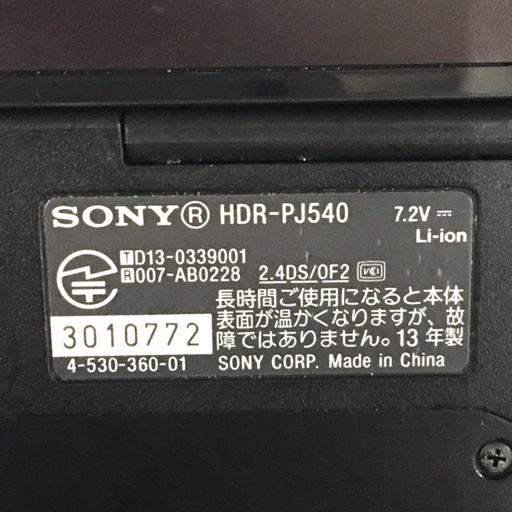 SONY® HDR-PJ540 7.2V ⎓
Li-ion
T D13-0339001
R 007-AB0228 2.4DS/OF2 VCI
長時間ご使用になると本体
表面が温かくなりますが、故
障ではありません。13年製
3010772
4-530-360-01 SONY CORP. Made in China